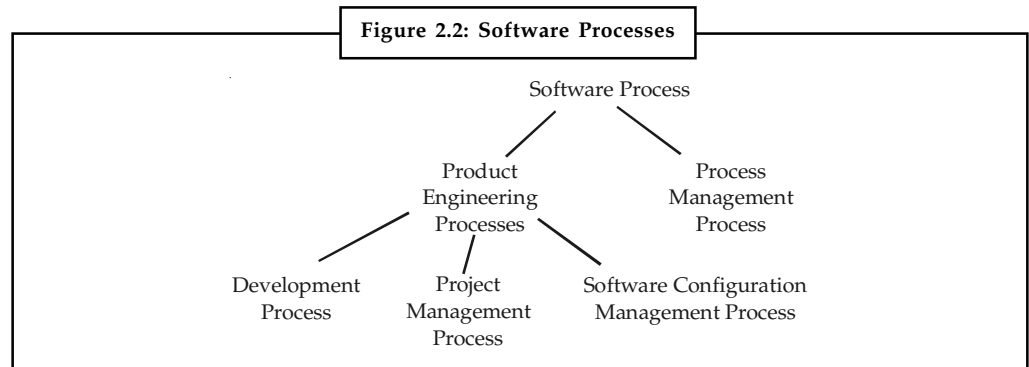 Figure 2.2: Software Processes
Software Process
Product
Engineering
Processes
Process
Management
Process
Development
Process
Project
Management
Process
Software Configuration
Management Process